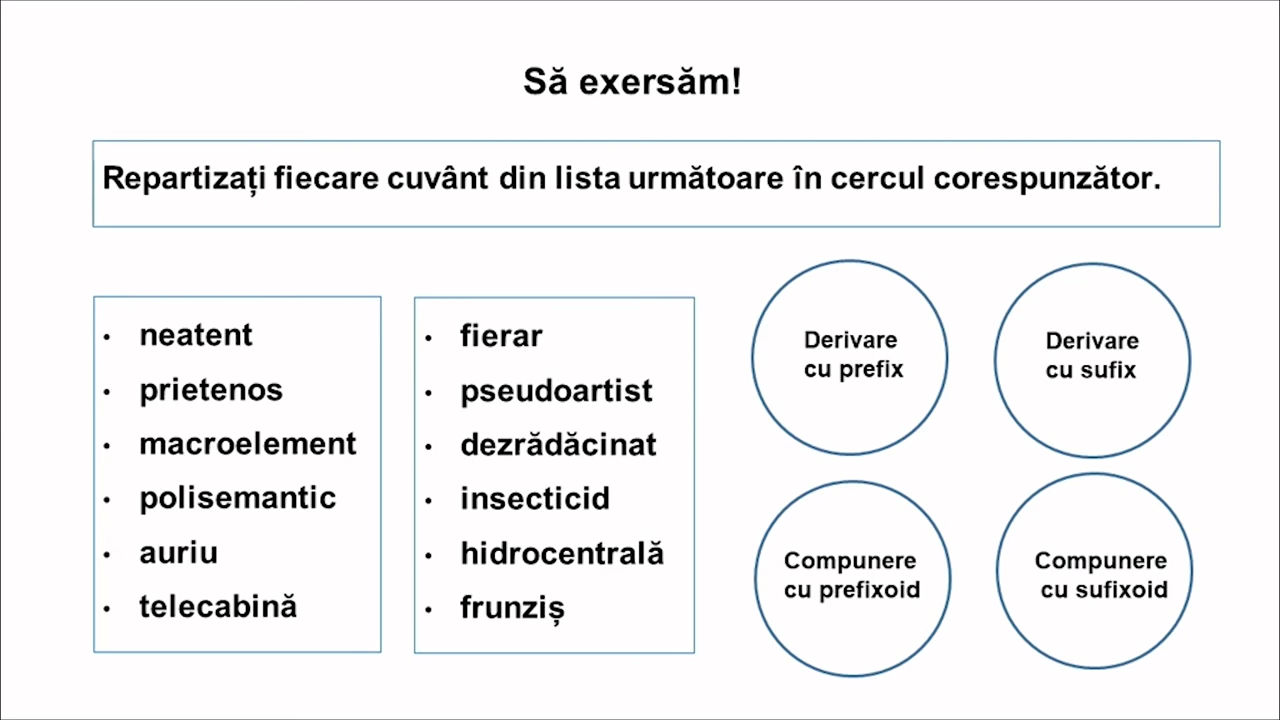 Să exersăm!
Repartizați fiecare cuvânt din lista următoare în cercul corespunzător.
• neatent
• prietenos
• macroelement
• polisemantic
• auriu
• telecabină
• fierar
• pseudoartist
• dezrădăcinat
• insecticid
• hidrocentrală
• frunziș
Derivare
cu prefix
Derivare
cu sufix
Compunere
cu prefixoid
Compunere
cu sufixoid